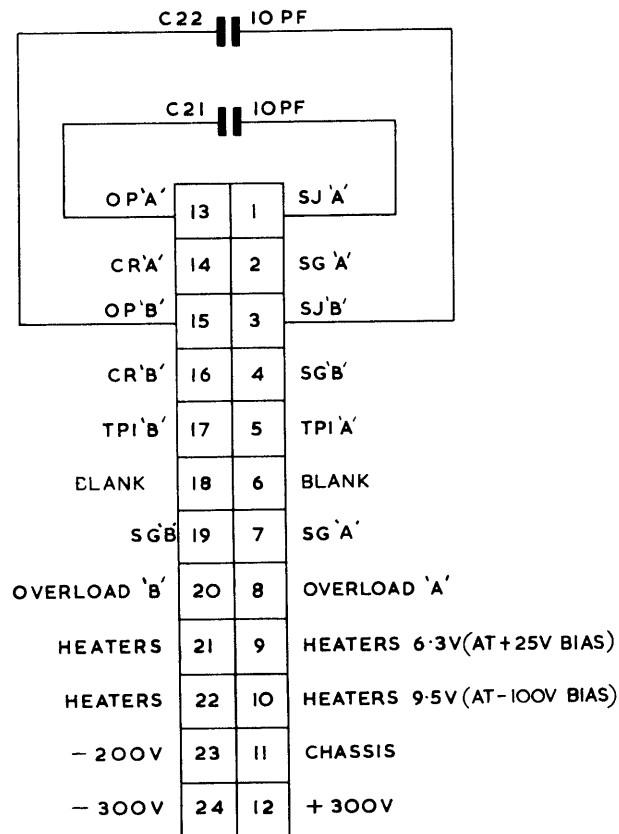 C22 10 PF
C21 10PF
OP'A' 13 1 SJ'A'
CR'A' 14 2 SG 'A'
OP'B' 15 3 SJ'B'
CR'B' 16 4 SG'B'
TPI'B' 17 5 TPI'A'
BLANK 18 6 BLANK
SG'B' 19 7 SG 'A'
OVERLOAD 'B' 20 8 OVERLOAD 'A'
HEATERS 21 9 HEATERS 6·3V(AT+25V BIAS)
HEATERS 22 10 HEATERS 9·5V(AT-100V BIAS)
-200V 23 11 CHASSIS
-300V 24 12 +300V